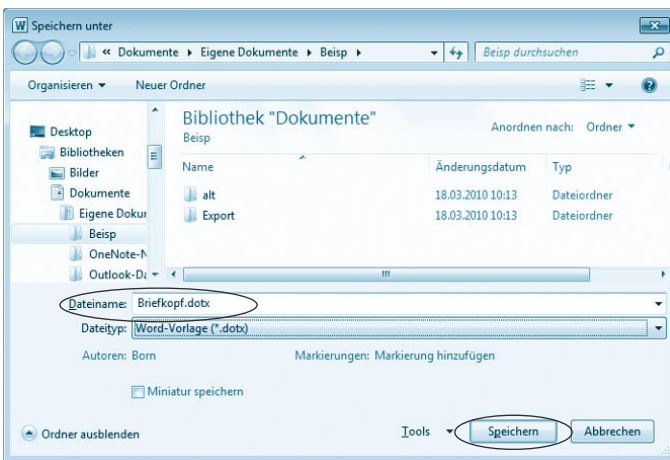 Speichern unter
« Dokumente ▸ Eigene Dokumente ▸ Beisp ▸ Beisp durchsuchen
Organisieren Neuer Ordner
Bibliothek "Dokumente"
Beisp
Anordnen nach: Ordner
Name Änderungsdatum Typ
alt 18.03.2010 10:13 Dateiordner
Export 18.03.2010 10:13 Dateiordner
Desktop
Bibliotheken
Bilder
Dokumente
Eigene Dokur
Beisp
OneNote-N
Outlook-Da
Dateiname: Briefkopf.dotx
Dateityp: Word-Vorlage (*.dotx)
Autoren: Born Markierungen: Markierung hinzufügen
Miniatur speichern
Ordner ausblenden Tools Speichern Abbrechen